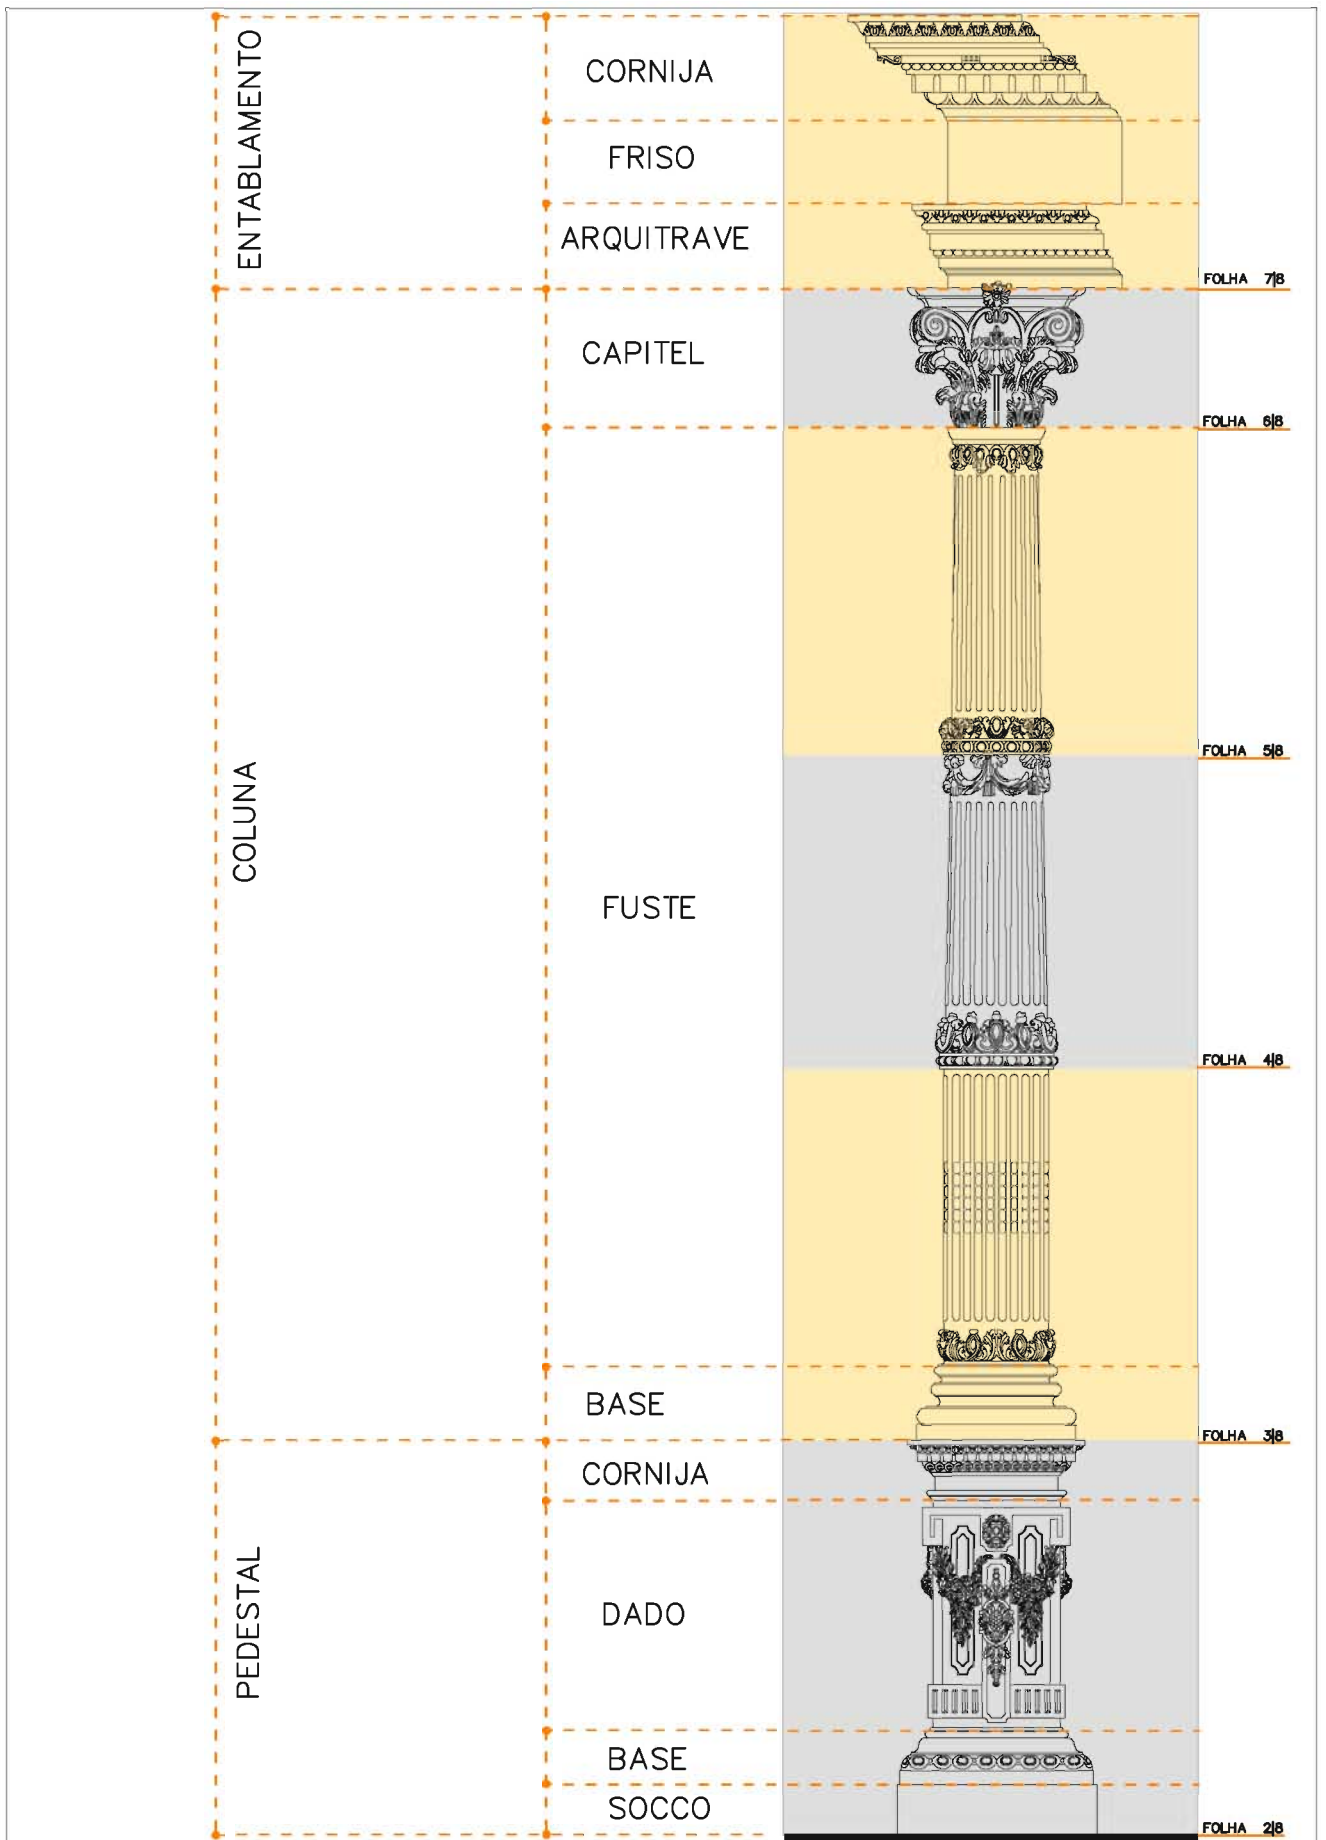 ENTABLAMENTO
CORNIJA
FRISO
ARQUITRAVE
FOLHA 7|8
COLUNA
CAPITEL
FOLHA 6|8
FUSTE
FOLHA 5|8
FOLHA 4|8
BASE
FOLHA 3|8
PEDESTAL
CORNIJA
DADO
BASE
SOCCO
FOLHA 2|8